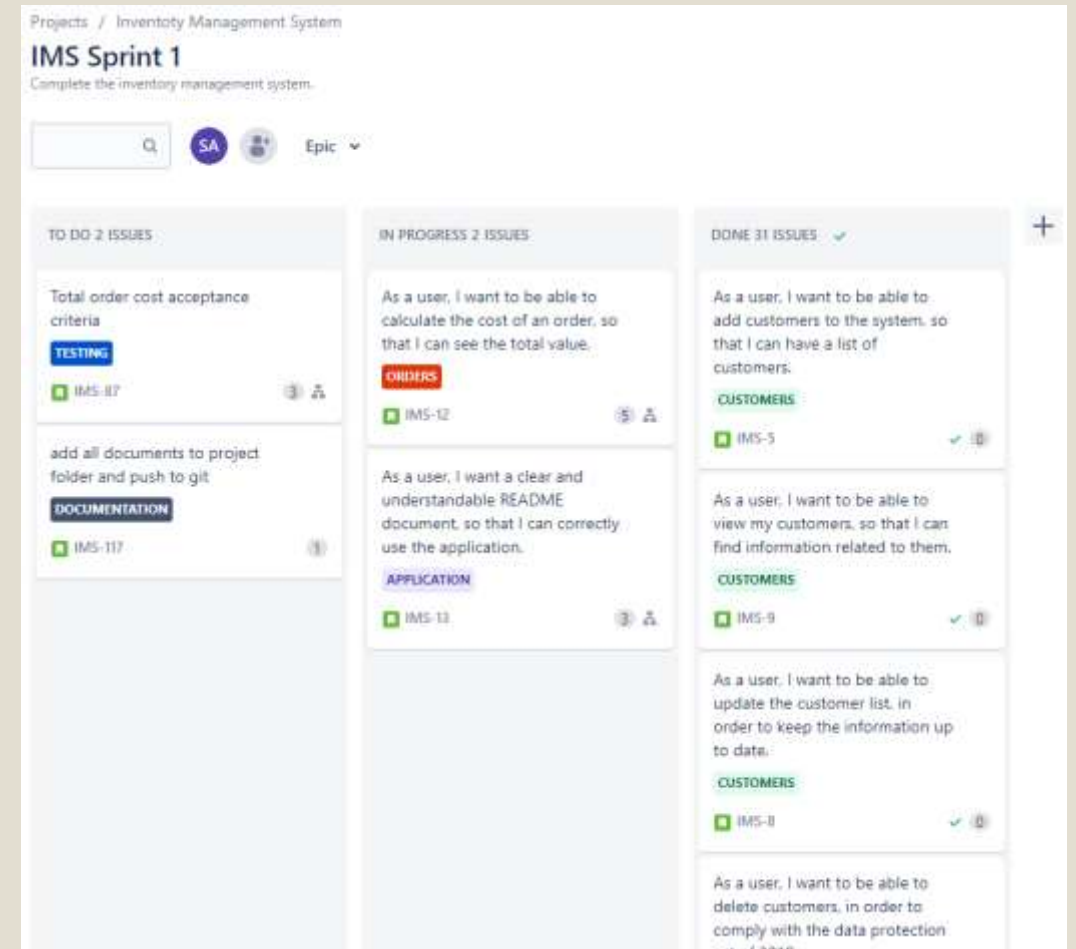 Projects / Inventoty Management System
IMS Sprint 1
Complete the inventory management system.
SA
Epic
TO DO 2 ISSUES
Total order cost acceptance
criteria
TESTING
IMS-87
3
add all documents to project
folder and push to git
DOCUMENTATION
IMS-117
1
IN PROGRESS 2 ISSUES
As a user, I want to be able to
calculate the cost of an order, so
that I can see the total value.
ORDERS
IMS-12
5
As a user, I want a clear and
understandable README
document, so that I can correctly
use the application.
APPLICATION
IMS-13
3
DONE 31 ISSUES
As a user, I want to be able to
add customers to the system, so
that I can have a list of
customers.
CUSTOMERS
IMS-5
0
As a user, I want to be able to
view my customers, so that I can
find information related to them.
CUSTOMERS
IMS-9
0
As a user, I want to be able to
update the customer list, in
order to keep the information up
to date.
CUSTOMERS
IMS-8
0
As a user, I want to be able to
delete customers, in order to
comply with the data protection